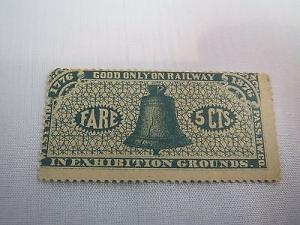 GOOD ONLY ON RAILWAY
1776
1876
FARE
5 CTS
IN EXHIBITION GROUNDS.